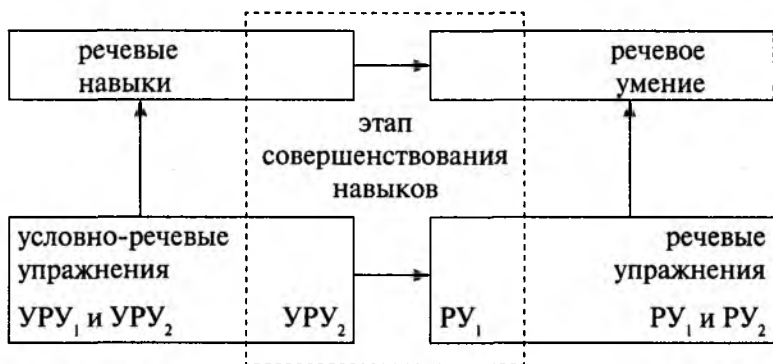 речевые
навыки
речевое
умение
этап
совершенствования
навыков
условно-речевые
упражнения
УРУ₁ и УРУ₂
УРУ₂
РУ₁
речевые
упражнения
РУ₁ и РУ₂